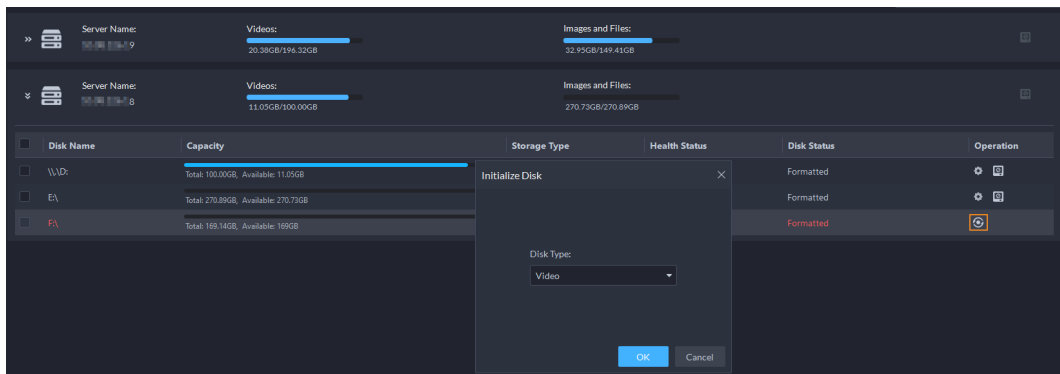 Server Name: Videos: Images and Files:
9 20.38GB/196.32GB 32.95GB/149.41GB
Server Name: Videos: Images and Files:
8 11.05GB/100.00GB 270.73GB/270.89GB
Disk Name Capacity Storage Type Health Status Disk Status Operation
\\.\D: Total: 100.00GB, Available: 11.05GB Formatted
E:\ Total: 270.89GB, Available: 270.73GB Formatted
F:\ Total: 169.14GB, Available: 169GB Formatted
Initialize Disk
Disk Type:
Video
OK Cancel